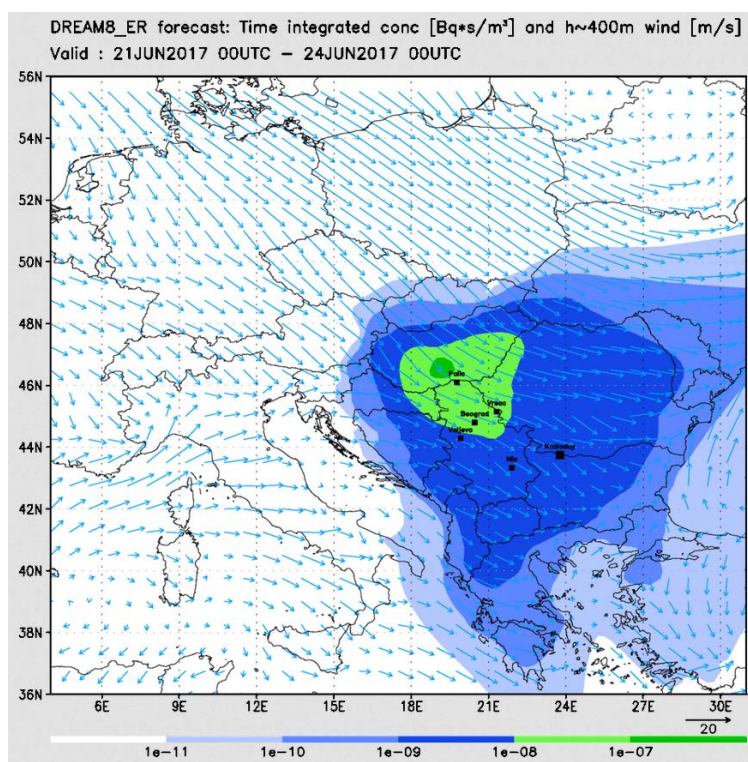 DREAM8_ER forecast: Time integrated conc [Bq*s/m³] and h~400m wind [m/s]
Valid : 21JUN2017 00UTC – 24JUN2017 00UTC
56N
54N
52N
50N
48N
46N
44N
42N
40N
38N
36N
Palic
Vrsac
Beograd
Valjevo
Kozloduy
Nis
6E 9E 12E 15E 18E 21E 24E 27E 30E
20
1e-11 1e-10 1e-09 1e-08 1e-07